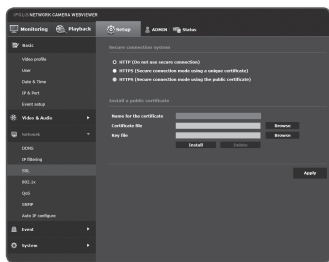 iPOLiS NETWORK CAMERA WEBVIEWER
Monitoring
Playback
Setup
ADMIN
Status
Basic
Video profile
User
Date & Time
IP & Port
Event setup
Video & Audio
Network
DDNS
IP filtering
SSL
802.1x
QoS
SNMP
Auto IP configure
Event
System
Secure connection system
HTTP (Do not use secure connection)
HTTPS (Secure connection mode using a unique certificate)
HTTPS (Secure connection mode using the public certificate)
Install a public certificate
Name for the certificate
Certificate file
Browse
Key file
Browse
Install
Delete
Apply